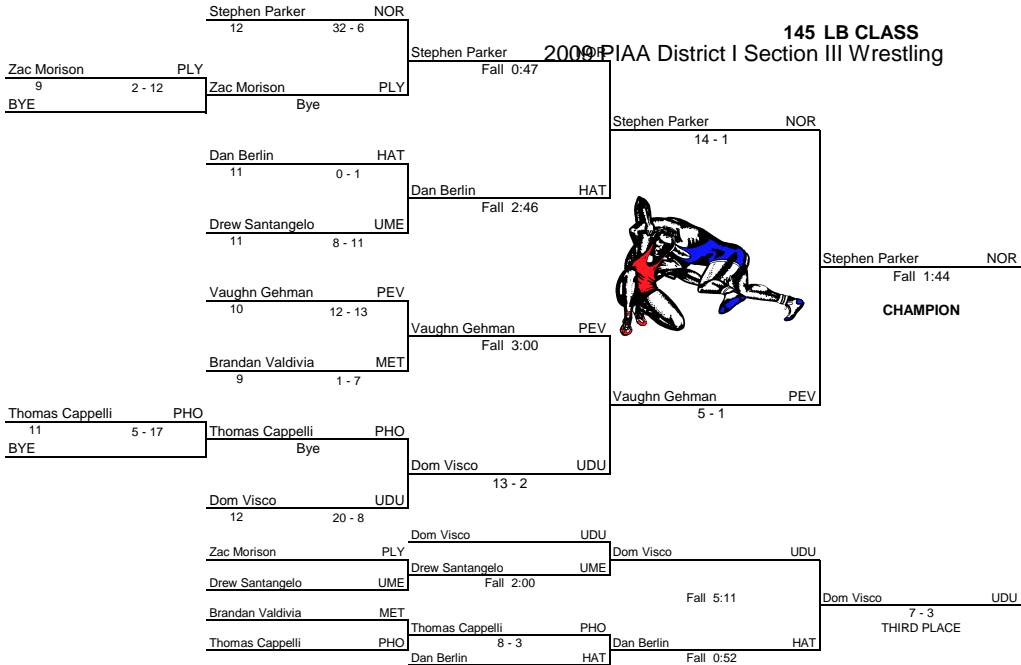 145 LB CLASS
2009 PIAA District I Section III Wrestling
Stephen Parker NOR
12 32 - 6
Zac Morison PLY
9 2 - 12
BYE
Zac Morison PLY
Bye
Stephen Parker NOR
Fall 0:47
Dan Berlin HAT
11 0 - 1
Drew Santangelo UME
11 8 - 11
Dan Berlin HAT
Fall 2:46
Stephen Parker NOR
14 - 1
Vaughn Gehman PEV
10 12 - 13
Brandan Valdivia MET
9 1 - 7
Vaughn Gehman PEV
Fall 3:00
Thomas Cappelli PHO
11 5 - 17
BYE
Thomas Cappelli PHO
Bye
Dom Visco UDU
12 20 - 8
Dom Visco UDU
13 - 2
Vaughn Gehman PEV
5 - 1
Stephen Parker NOR
Fall 1:44
CHAMPION
Dom Visco UDU
Zac Morison PLY
Drew Santangelo UME
Drew Santangelo UME
Fall 2:00
Dom Visco UDU
Fall 5:11
Brandan Valdivia MET
Thomas Cappelli PHO
Thomas Cappelli PHO
8 - 3
Dan Berlin HAT
Dan Berlin HAT
Fall 0:52
Dom Visco UDU
7 - 3
THIRD PLACE